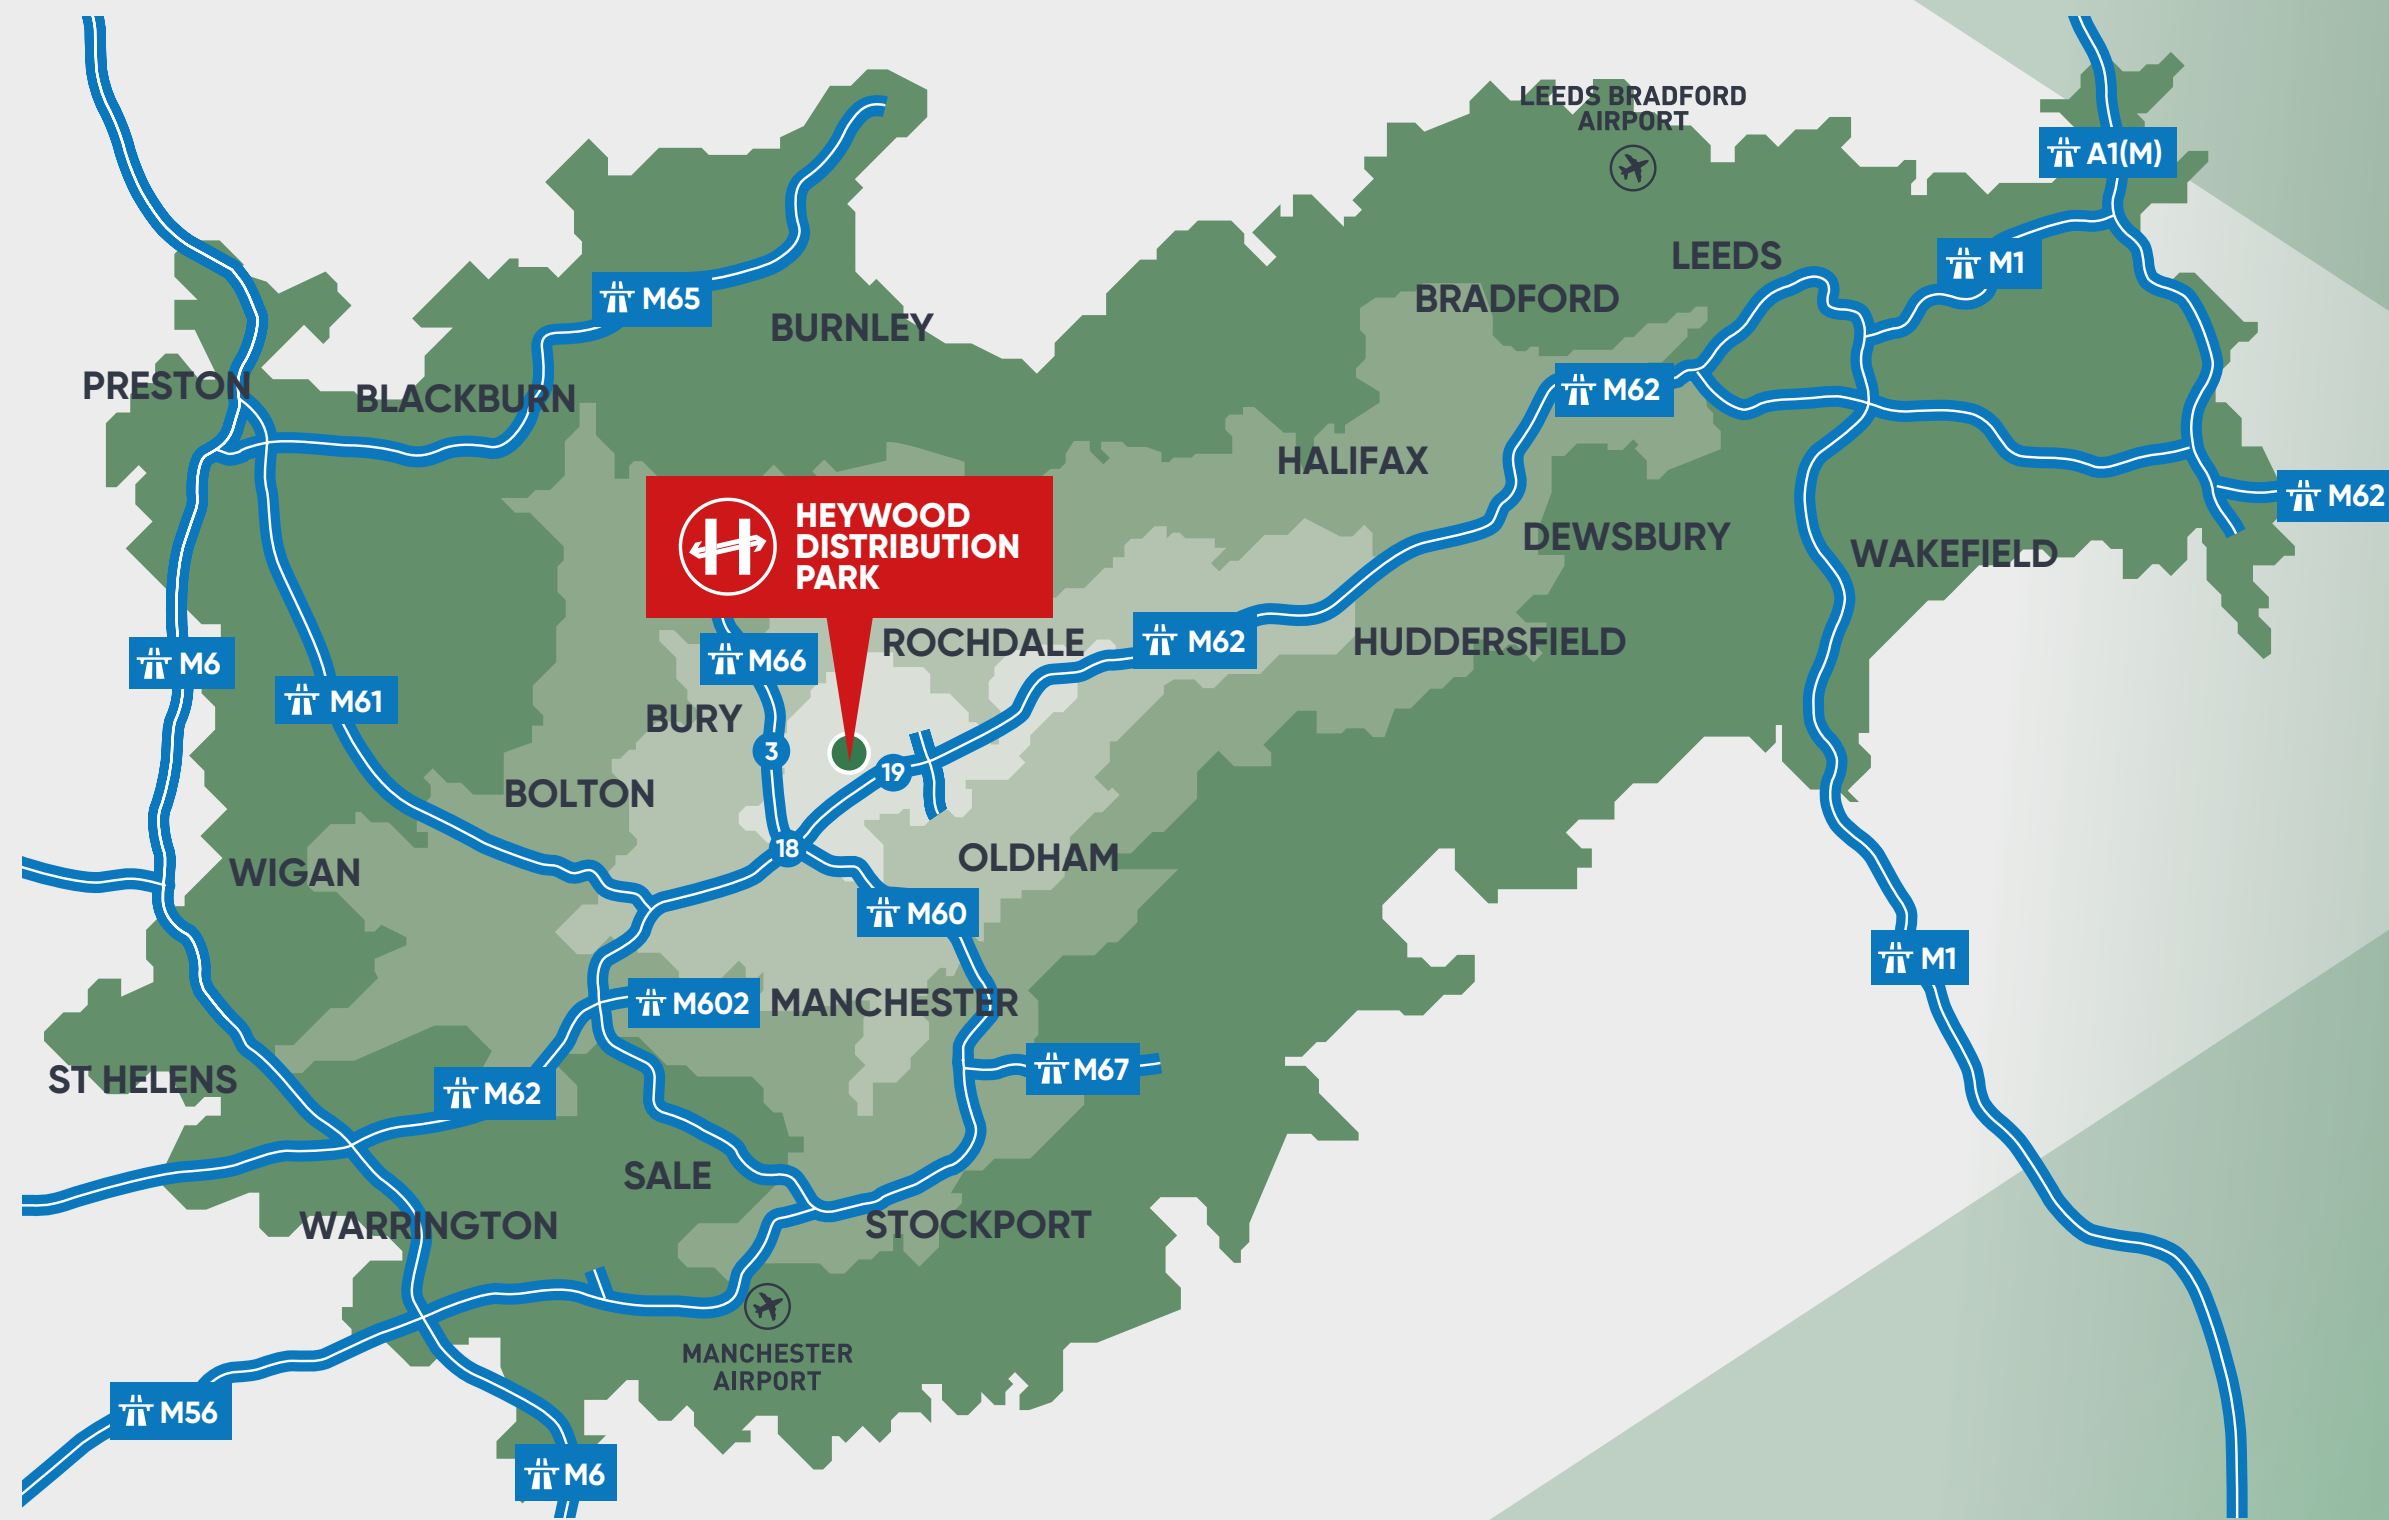 LEEDS BRADFORD
AIRPORT
A1(M)
LEEDS
M1
M65
BRADFORD
BURNLEY
PRESTON
BLACKBURN
M62
HALIFAX
M62
HEYWOOD
DISTRIBUTION
PARK
DEWSBURY
WAKEFIELD
ROCHDALE
M62
HUDDERSFIELD
M6
M66
M61
BURY
3
19
BOLTON
18
OLDHAM
WIGAN
M60
M1
M602
MANCHESTER
M67
ST HELENS
M62
SALE
WARRINGTON
STOCKPORT
MANCHESTER
AIRPORT
M56
M6